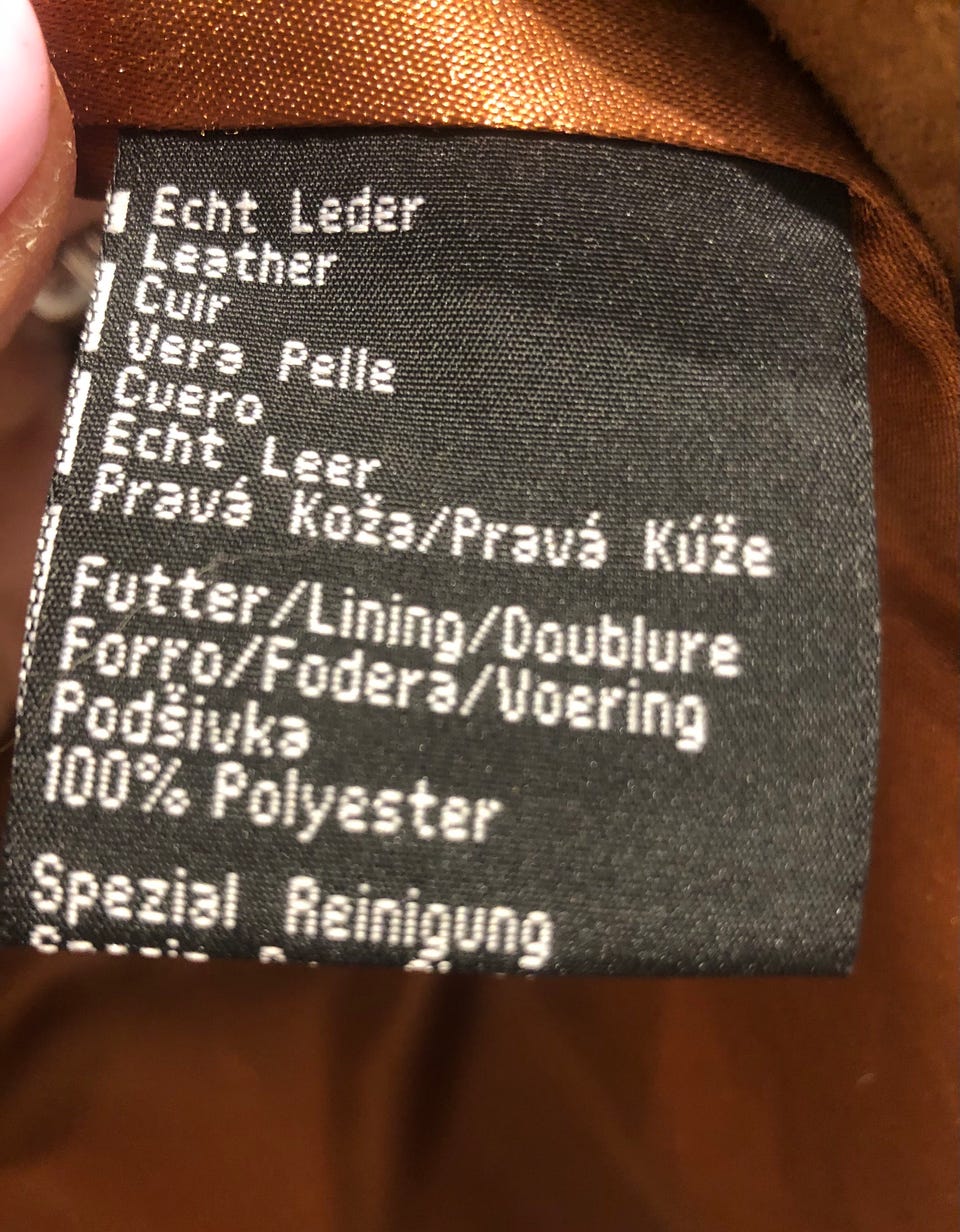 Echt Leder
Leather
Cuir
Vera Pelle
Cuero
Echt Leer
Pravá Koža/Pravá Kúže
Futter/Lining/Doublure
Forro/Fodera/Voering
Podšivka
100% Polyester
Spezial Reinigung